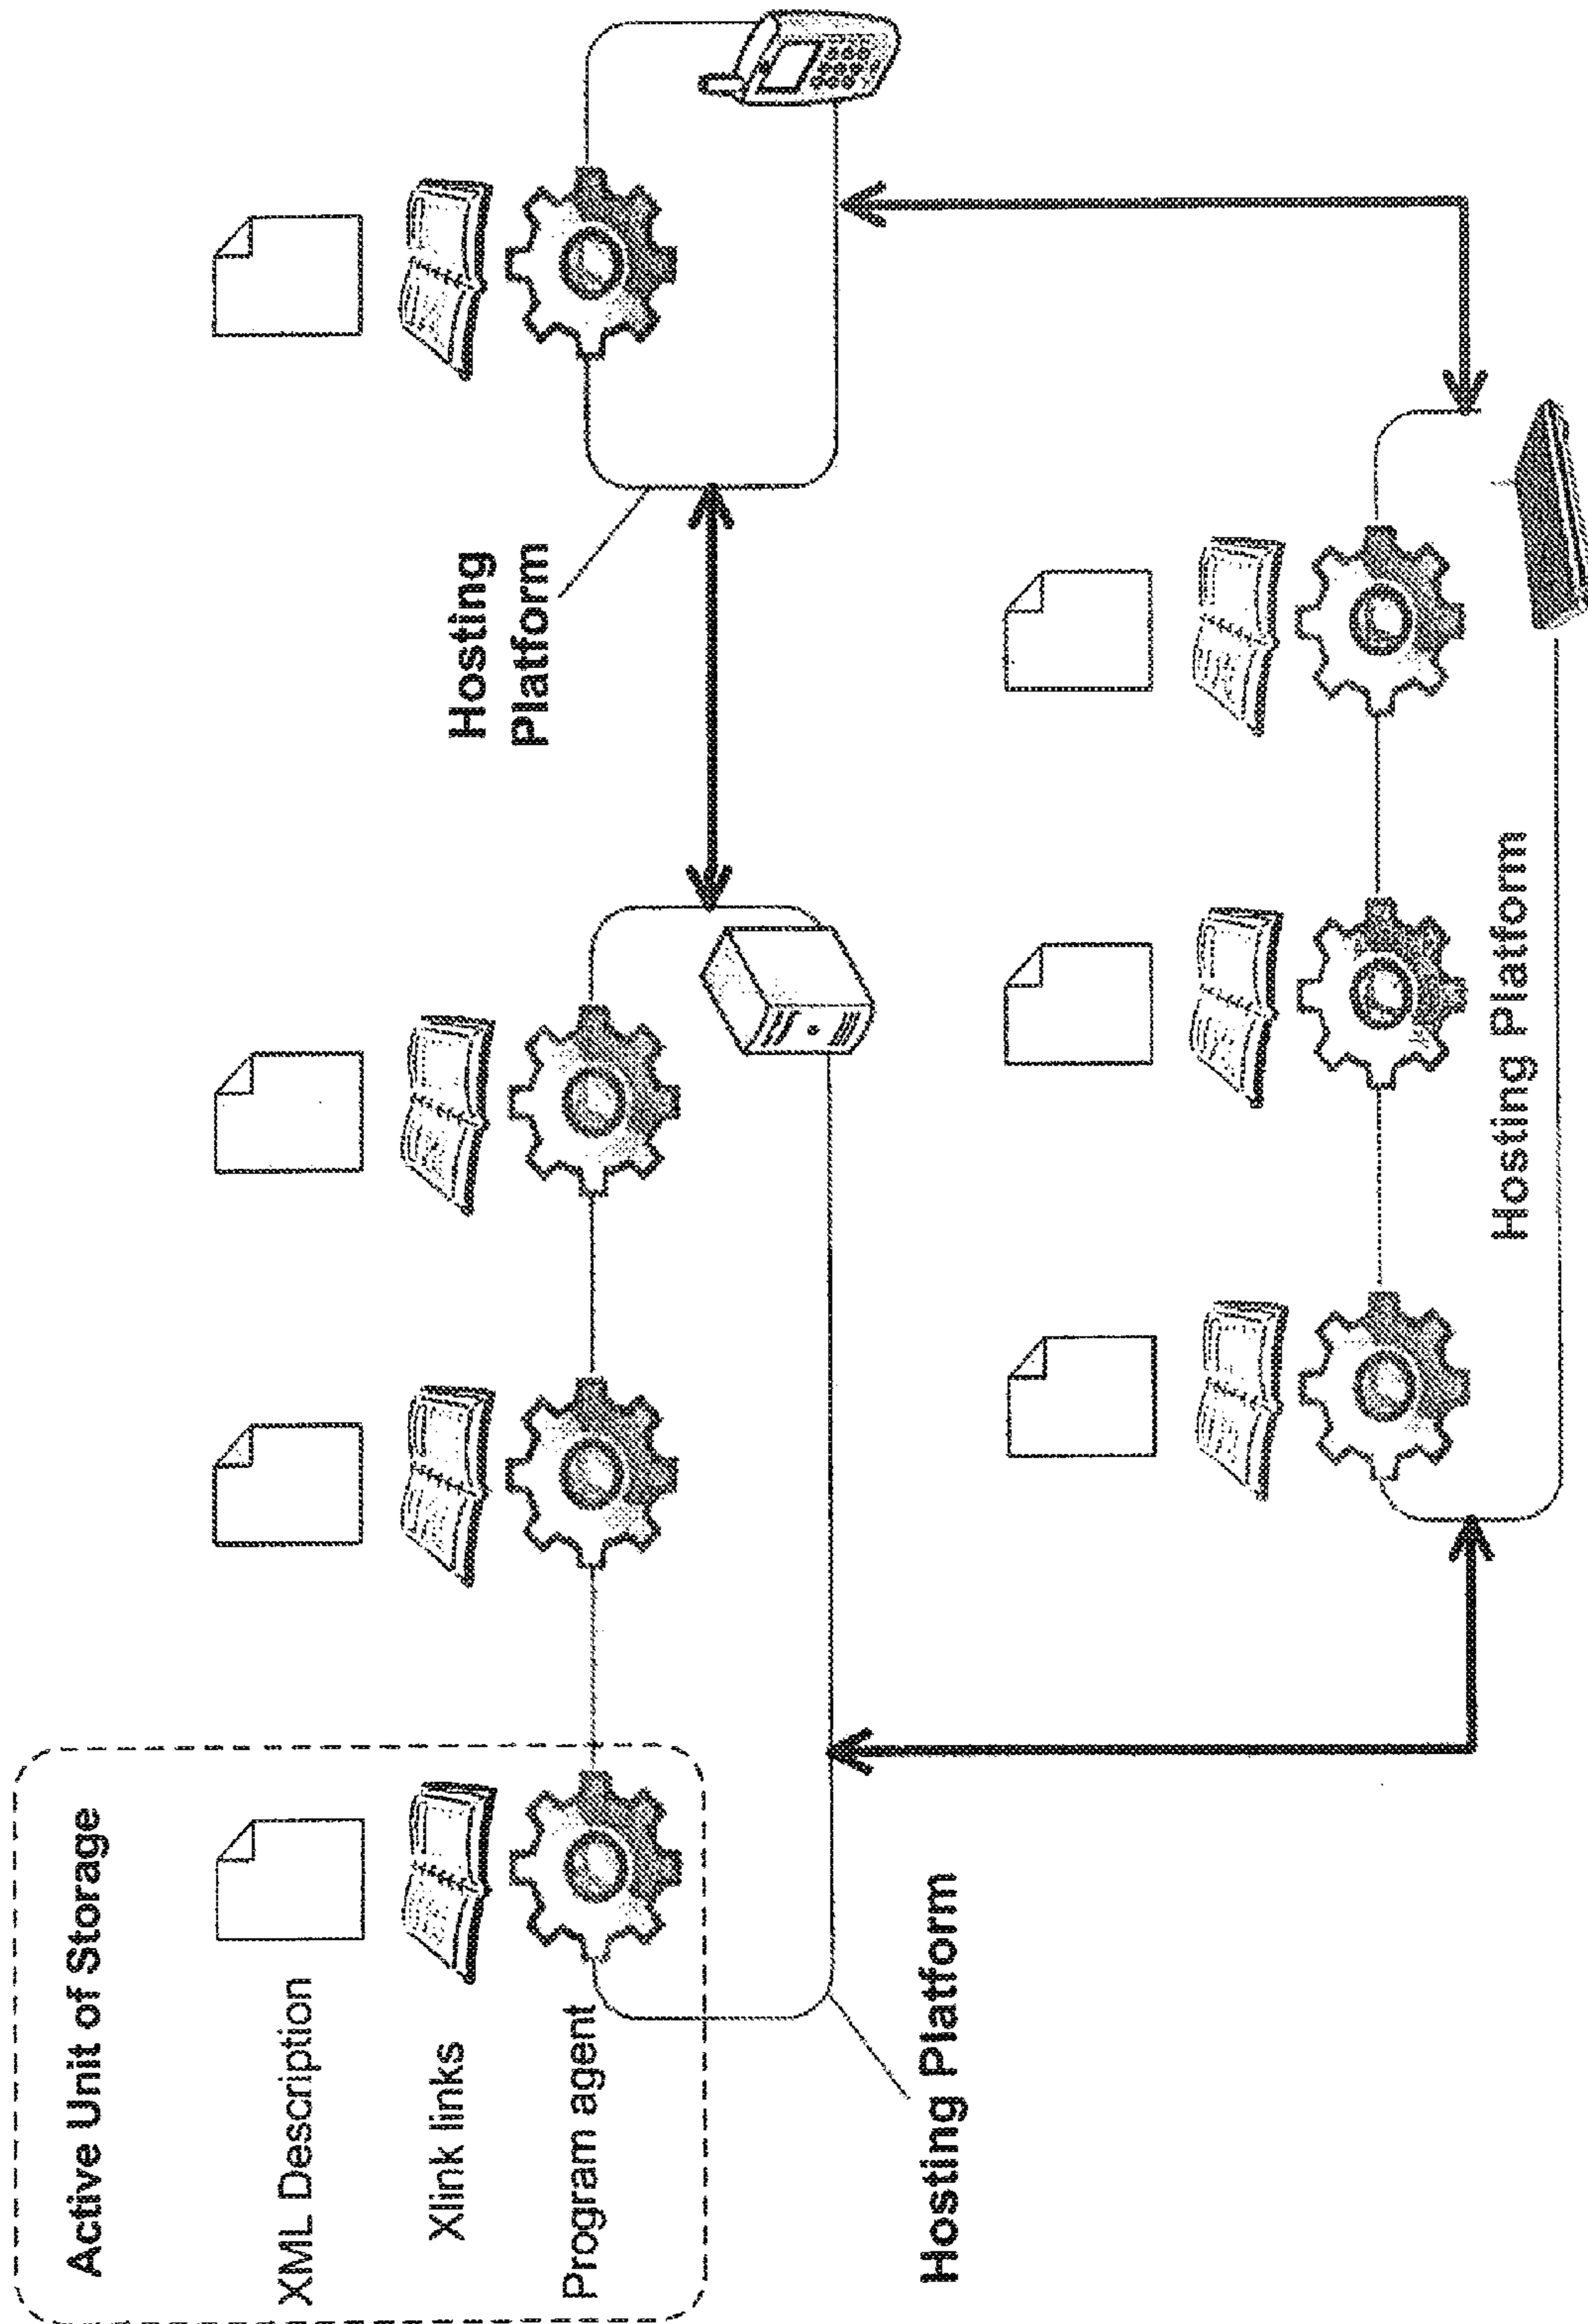 Active Unit of Storage
XML Description
Xlink links
Program agent
Hosting Platform
Hosting
Platform
Hosting Platform